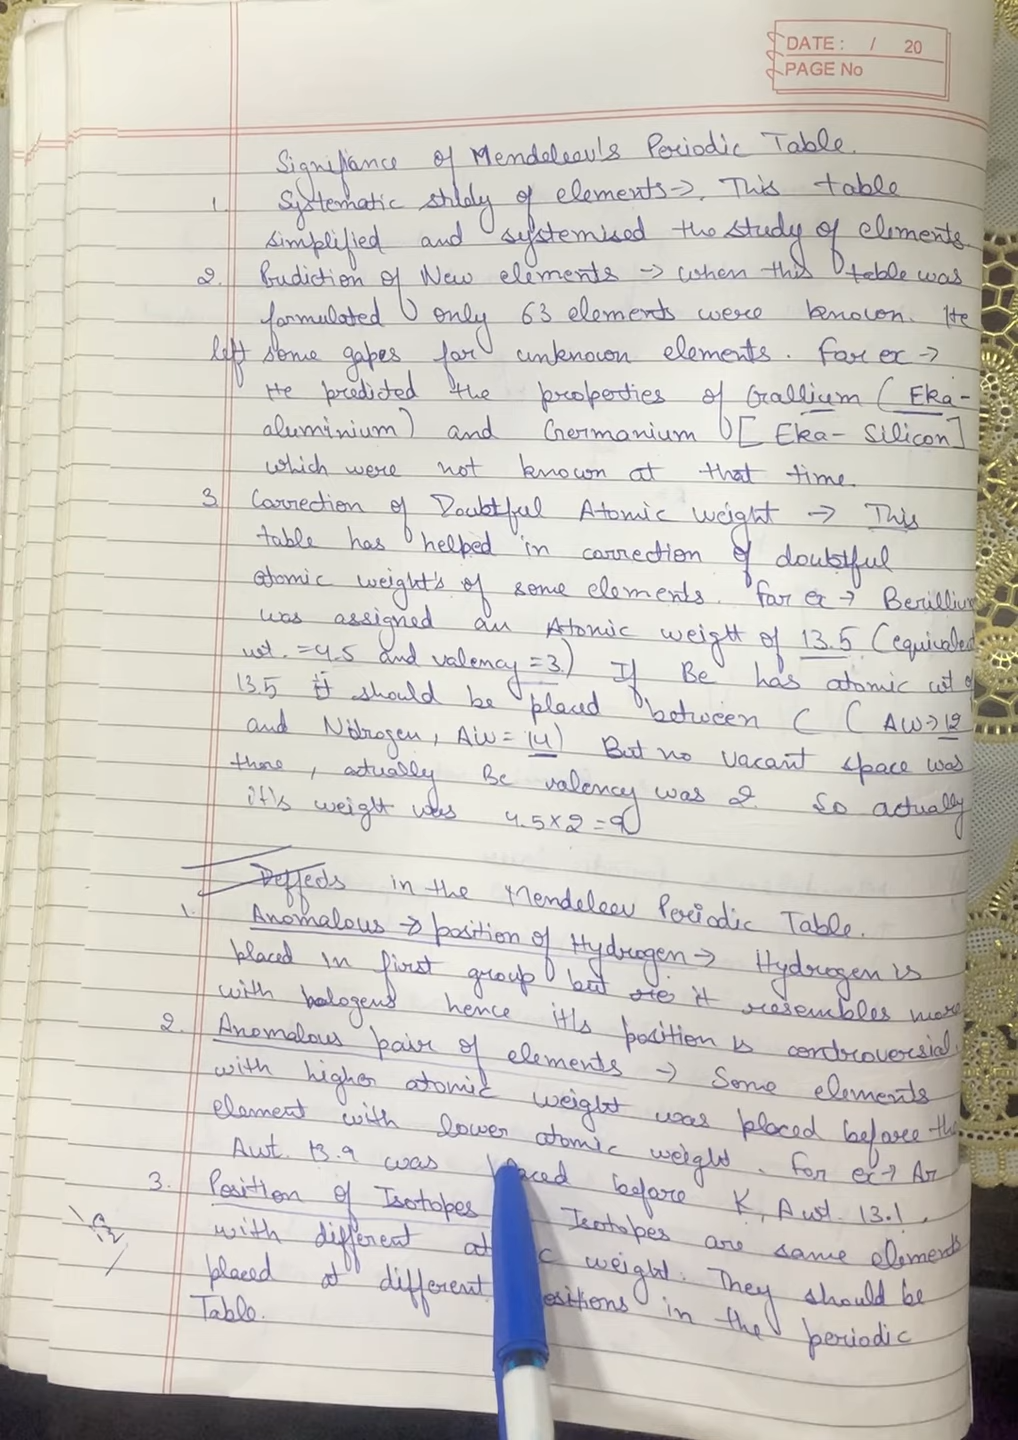 DATE: / 20
PAGE No
Signifiance of Mendeleev's Periodic Table.
1. Systematic study of elements→. This table
simplified and systemised the study of elements.
2. Prediction of New elements → when this table was
formulated only 63 elements were known. He
left some gapes for unknown elements. For ex →
He predicted the properties of Gallium (Eka-
aluminium) and Germanium [Eka- Silicon]
which were not known at that time.
3. Correction of Doubtful Atomic weight → This
table has helped in correction of doubtful
atomic weight's of some elements. For ex → Berillium
was assigned an Atomic weight of 13.5 (equivalent
wt. =4.5 and valency =3) If Be has atomic wt of
13.5 it should be placed between C ( AW→12
and Nitrogen, AW= 14) But no vacant space was
there, actually Be valency was 2. So actually
it's weight was 4.5×2=9
Deffects in the Mendeleev Periodic Table.
1. Anomalous → position of Hydrogen → Hydrogen is
placed in first group but it resembles more
with halogens hence it's position is controversial.
2. Anomalous pair of elements → Some elements
with higher atomic weight was placed before the
element with lower atomic weight. For ex→ Ar
Awt. 13.9 was placed before K, Awt. 13.1.
3. Position of Isotopes Isotopes are same elements
with different weight. They should be
placed at different positions in the periodic
Table.